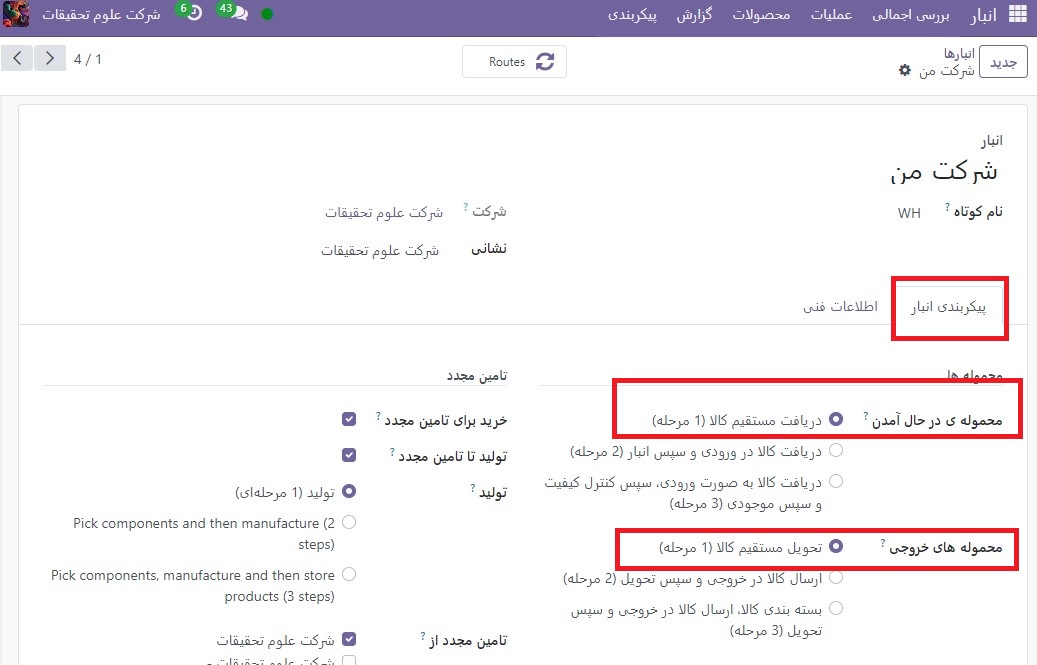 انبار بررسی اجمالی عملیات محصولات گزارش پیکربندی 43 6 شرکت علوم تحقیقات
جدید انبارها
شرکت من
Routes
4 / 1
انبار
شرکت من
نام کوتاه ? WH
شرکت ? شرکت علوم تحقیقات
نشانی شرکت علوم تحقیقات
پیکربندی انبار اطلاعات فنی
محموله ها
محموله ی در حال آمدن ? دریافت مستقیم کالا (1 مرحله)
دریافت کالا در ورودی و سپس انبار (2 مرحله)
دریافت کالا به صورت ورودی، سپس کنترل کیفیت
و سپس موجودی (3 مرحله)
محموله های خروجی ? تحویل مستقیم کالا (1 مرحله)
ارسال کالا در خروجی و سپس تحویل (2 مرحله)
بسته بندی کالا، ارسال کالا در خروجی و سپس
تحویل (3 مرحله)
تامین مجدد
خرید برای تامین مجدد ?
تولید تا تامین مجدد ?
تولید ? تولید (1 مرحله‌ای)
Pick components and then manufacture (2
steps)
Pick components, manufacture and then store
products (3 steps)
تامین مجدد از ? شرکت علوم تحقیقات
شرکت علوم تحقیقات -